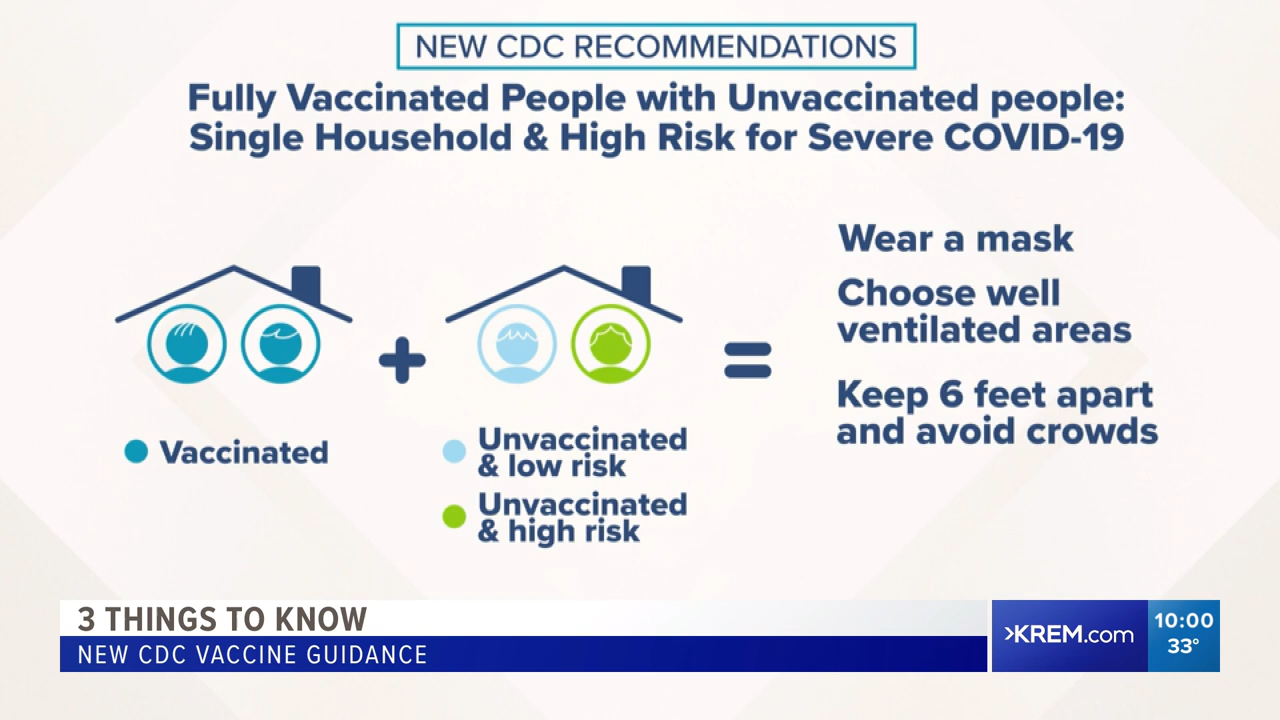 NEW CDC RECOMMENDATIONS
Fully Vaccinated People with Unvaccinated people:
Single Household & High Risk for Severe COVID-19
Wear a mask
Choose well
ventilated areas
Keep 6 feet apart
and avoid crowds
Vaccinated
Unvaccinated
& low risk
Unvaccinated
& high risk
3 THINGS TO KNOW
NEW CDC VACCINE GUIDANCE
KREM.com
10:00
33°